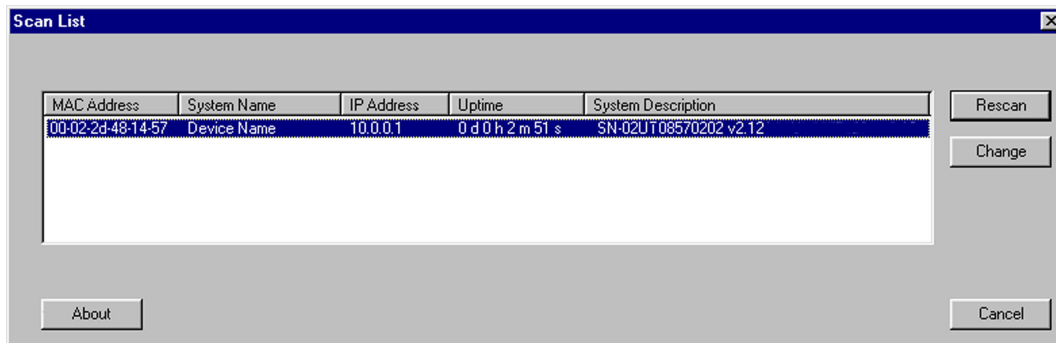 Scan List
MAC Address System Name IP Address Uptime System Description
00-02-2d-48-14-57 Device Name 10.0.0.1 0 d 0 h 2 m 51 s SN-02UT08570202 v2.12
Rescan
Change
About
Cancel